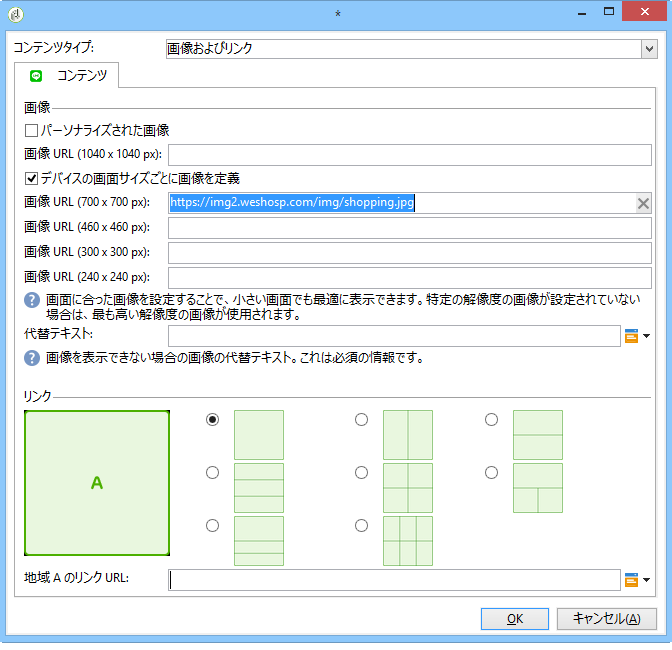 *
コンテンツタイプ:
画像およびリンク
コンテンツ
画像
パーソナライズされた画像
画像 URL (1040 x 1040 px):
デバイスの画面サイズごとに画像を定義
画像 URL (700 x 700 px):
https://img2.weshosp.com/img/shopping.jpg
画像 URL (460 x 460 px):
画像 URL (300 x 300 px):
画像 URL (240 x 240 px):
画面に合った画像を設定することで、小さい画面でも最適に表示できます。特定の解像度の画像が設定されていない
場合は、最も高い解像度の画像が使用されます。
代替テキスト:
画像を表示できない場合の画像の代替テキスト。これは必須の情報です。
リンク
A
地域 A のリンク URL:
OK
キャンセル(A)